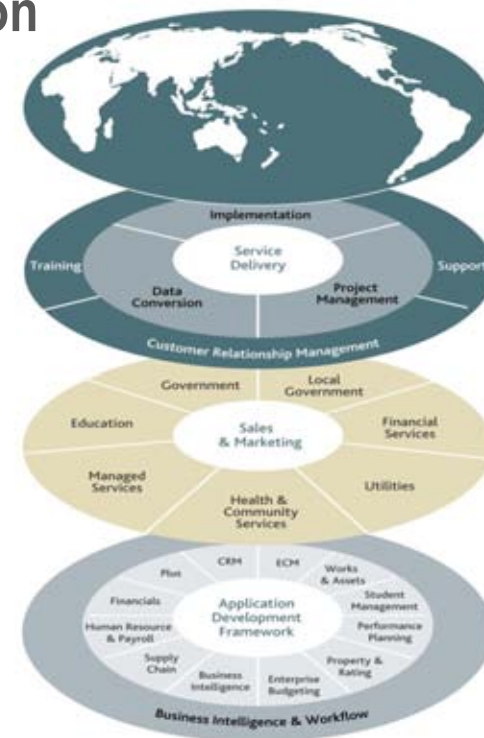 on
Implementation
Service
Delivery
Training
Support
Data
Conversion
Project
Management
Customer Relationship Management
Government
Local
Government
Education
Sales
& Marketing
Financial
Services
Managed
Services
Utilities
Health &
Community
Services
CRM
ECM
Plus
Works
& Assets
Financials
Student
Management
Application
Development
Framework
Human Resource
& Payroll
Performance
Planning
Supply
Chain
Property &
Rating
Business
Intelligence
Enterprise
Budgeting
Business Intelligence & Workflow